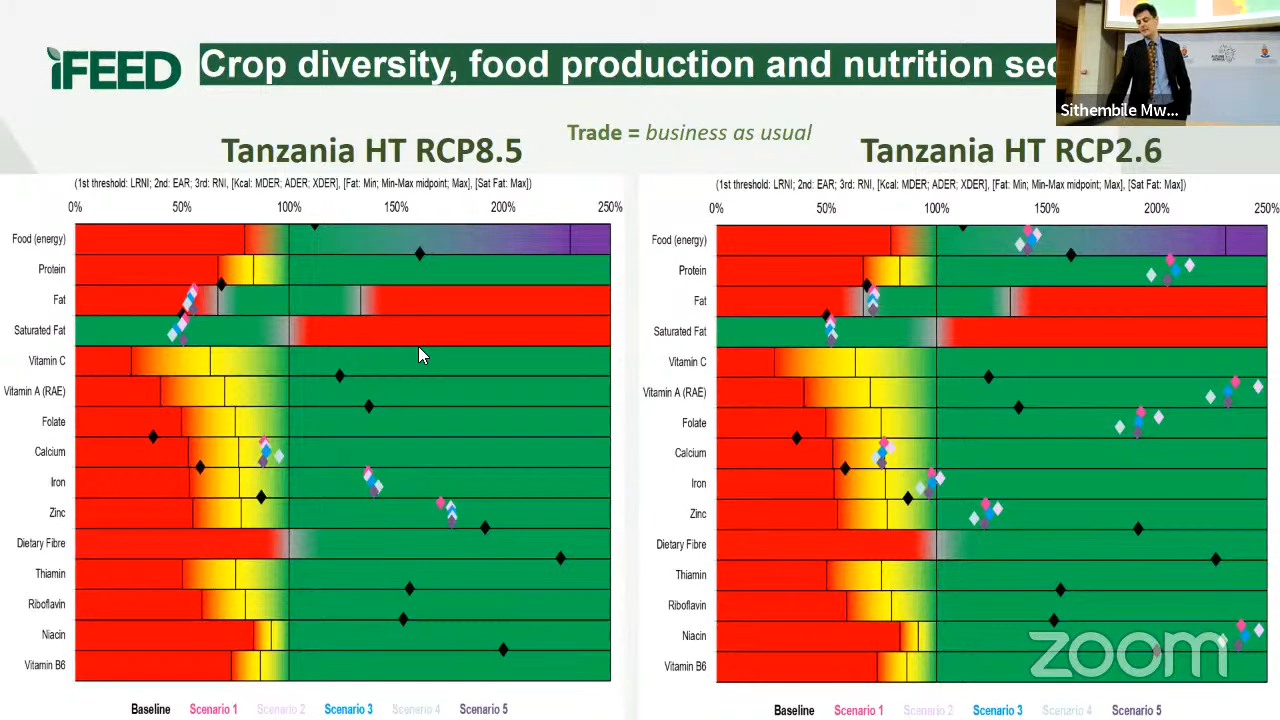 iFEED
Crop diversity, food production and nutrition sec
Sithembile Mw...
Trade = business as usual
Tanzania HT RCP8.5
(1st threshold: LRNI; 2nd: EAR; 3rd: RNI, [Kcal: MDER; ADER; XDER], [Fat: Min; Min-Max midpoint; Max], [Sat Fat: Max])
0% 50% 100% 150% 200% 250%
Food (energy)
Protein
Fat
Saturated Fat
Vitamin C
Vitamin A (RAE)
Folate
Calcium
Iron
Zinc
Dietary Fibre
Thiamin
Riboflavin
Niacin
Vitamin B6
Baseline Scenario 1 Scenario 2 Scenario 3 Scenario 4 Scenario 5
Tanzania HT RCP2.6
(1st threshold: LRNI; 2nd: EAR; 3rd: RNI, [Kcal: MDER; ADER; XDER], [Fat: Min; Min-Max midpoint; Max], [Sat Fat: Max])
0% 50% 100% 150% 200% 250%
Food (energy)
Protein
Fat
Saturated Fat
Vitamin C
Vitamin A (RAE)
Folate
Calcium
Iron
Zinc
Dietary Fibre
Thiamin
Riboflavin
Niacin
Vitamin B6
Baseline Scenario 1 Scenario 2 Scenario 3 Scenario 4 Scenario 5
zoom